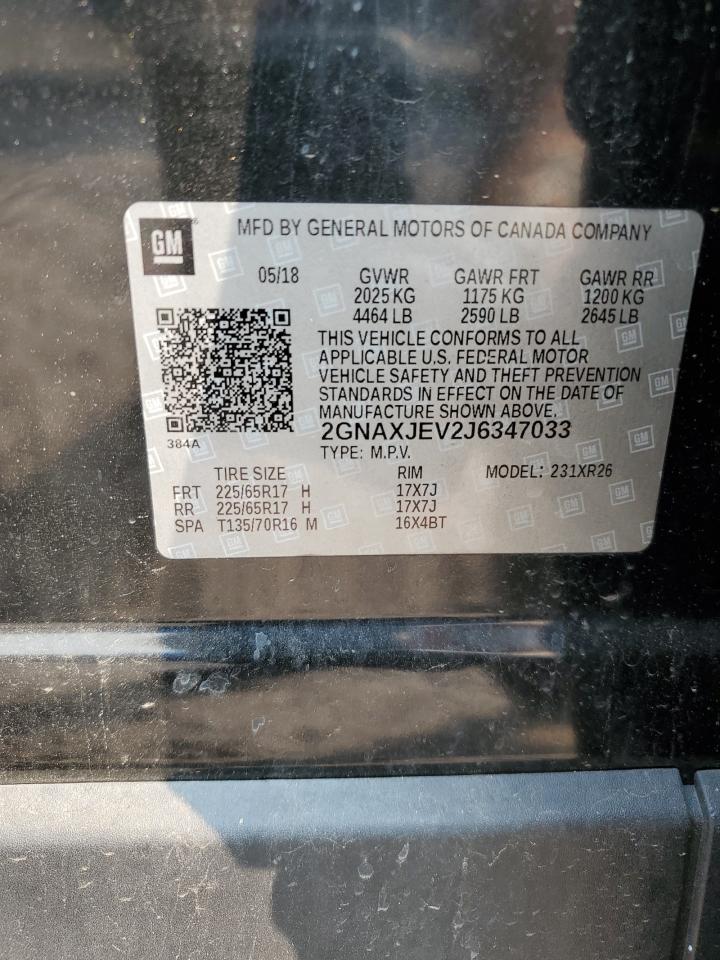 GM
MFD BY GENERAL MOTORS OF CANADA COMPANY
05/18 GVWR GAWR FRT GAWR RR
2025 KG 1175 KG 1200 KG
4464 LB 2590 LB 2645 LB
THIS VEHICLE CONFORMS TO ALL
APPLICABLE U.S. FEDERAL MOTOR
VEHICLE SAFETY AND THEFT PREVENTION
STANDARDS IN EFFECT ON THE DATE OF
MANUFACTURE SHOWN ABOVE.
384A
2GNAXJEV2J6347033
TYPE: M.P.V.
TIRE SIZE RIM MODEL: 231XR26
FRT 225/65R17 H 17X7J
RR 225/65R17 H 17X7J
SPA T135/70R16 M 16X4BT